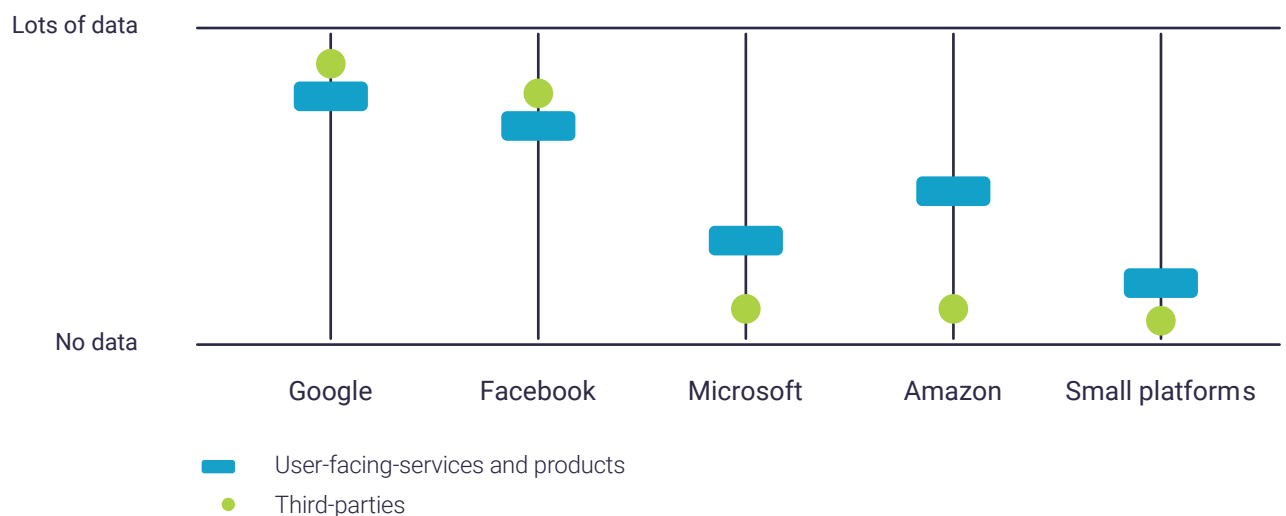 Lots of data
No data
Google
Facebook
Microsoft
Amazon
Small platforms
User-facing-services and products
Third-parties